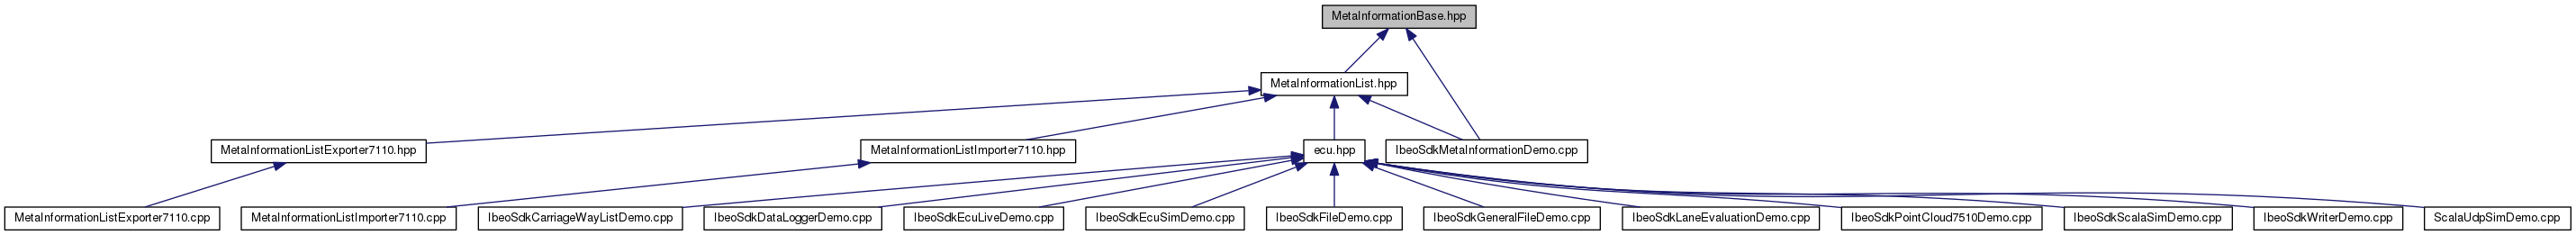 MetaInformationBase.hpp
MetaInformationList.hpp
MetaInformationListExporter7110.hpp
MetaInformationListImporter7110.hpp
ecu.hpp
IbeoSdkMetaInformationDemo.cpp
MetaInformationListExporter7110.cpp
MetaInformationListImporter7110.cpp
IbeoSdkCarriageWayListDemo.cpp
IbeoSdkDataLoggerDemo.cpp
IbeoSdkEcuLiveDemo.cpp
IbeoSdkEcuSimDemo.cpp
IbeoSdkFileDemo.cpp
IbeoSdkGeneralFileDemo.cpp
IbeoSdkLaneEvaluationDemo.cpp
IbeoSdkPointCloud7510Demo.cpp
IbeoSdkScalaSimDemo.cpp
IbeoSdkWriterDemo.cpp
ScalaUdpSimDemo.cpp